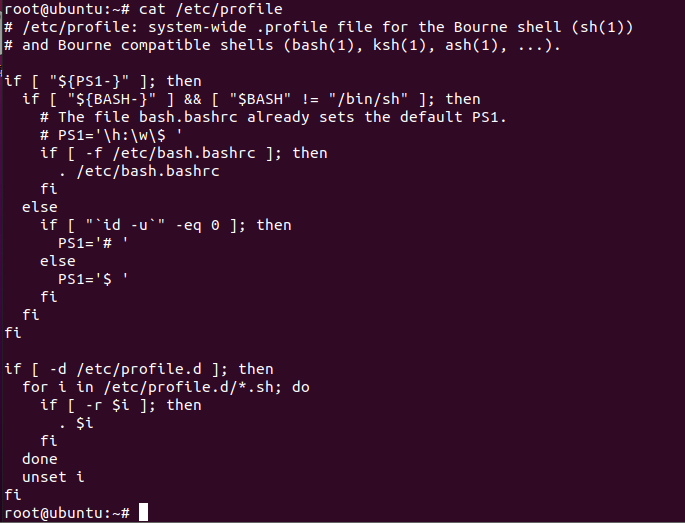 root@ubuntu:~# cat /etc/profile
# /etc/profile: system-wide .profile file for the Bourne shell (sh(1))
# and Bourne compatible shells (bash(1), ksh(1), ash(1), ...).

if [ "${PS1-}" ]; then
  if [ "${BASH-}" ] && [ "$BASH" != "/bin/sh" ]; then
    # The file bash.bashrc already sets the default PS1.
    # PS1='\h:\w\$ '
    if [ -f /etc/bash.bashrc ]; then
      . /etc/bash.bashrc
    fi
  else
    if [ "`id -u`" -eq 0 ]; then
      PS1='# '
    else
      PS1='$ '
    fi
  fi
fi

if [ -d /etc/profile.d ]; then
  for i in /etc/profile.d/*.sh; do
    if [ -r $i ]; then
      . $i
    fi
  done
  unset i
fi
root@ubuntu:~#